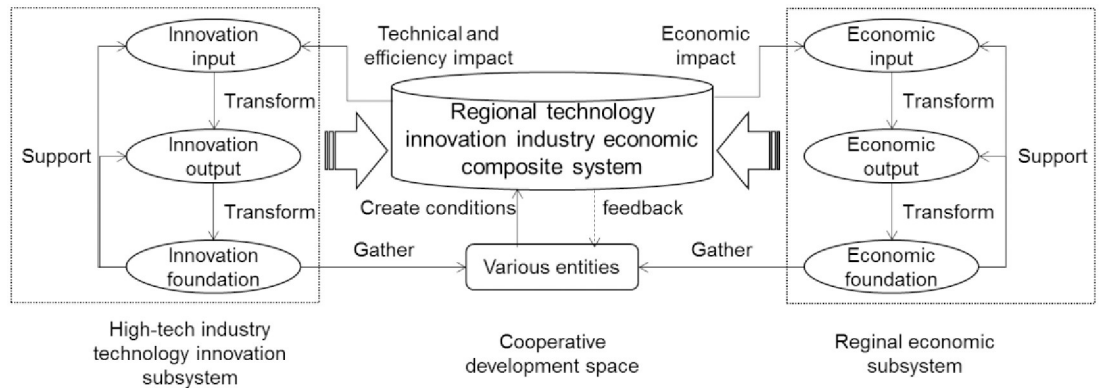 Innovation
input
Technical and
efficiency impact
Economic
impact
Economic
input
Transform
Regional technology
innovation industry economic
composite system
Transform
Support
Innovation
output
Economic
output
Support
Transform
Create conditions
feedback
Transform
Innovation
foundation
Gather
Various entities
Gather
Economic
foundation
High-tech industry
technology innovation
subsystem
Cooperative
development space
Reginal economic
subsystem